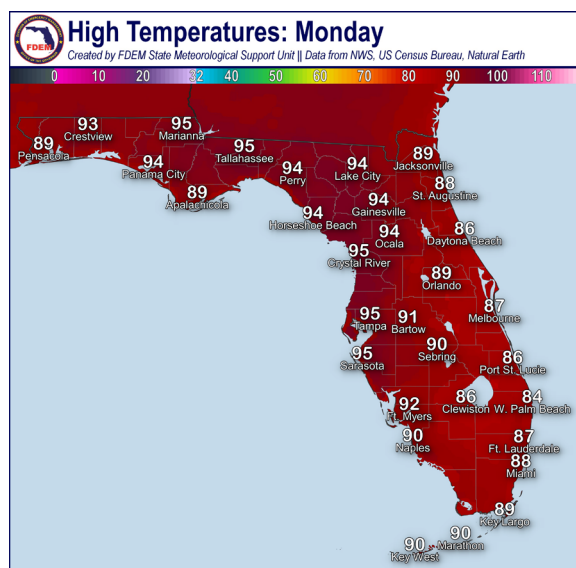 FDEM
High Temperatures: Monday
Created by FDEM State Meteorological Support Unit || Data from NWS, US Census Bureau, Natural Earth
0 10 20 32 40 50 60 70 80 90 100 110
93
Crestview
95
Marianna
89
Pensacola
94
Panama City
95
Tallahassee
89
Apalachicola
94
Perry
94
Lake City
89
Jacksonville
88
St. Augustine
94
Gainesville
94
Horseshoe Beach
94
Ocala
86
Daytona Beach
95
Crystal River
89
Orlando
87
Melbourne
95
Tampa
91
Bartow
90
Sebring
95
Sarasota
86
Port St. Lucie
86
Clewiston
84
W. Palm Beach
92
Ft. Myers
90
Naples
87
Ft. Lauderdale
88
Miami
89
Key Largo
90
Marathon
90
Key West